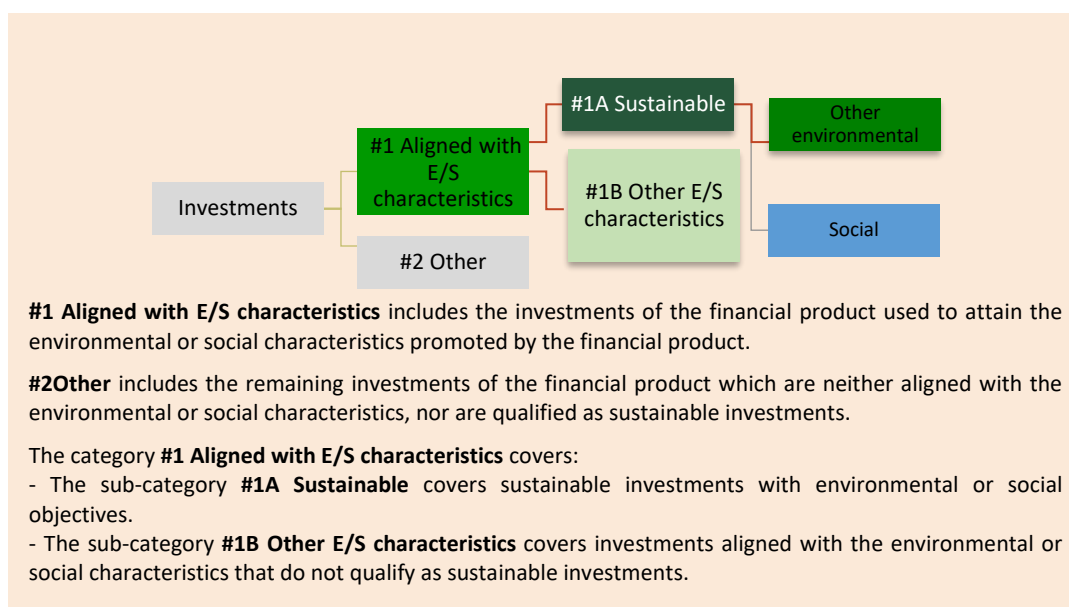 #1A Sustainable
Other
environmental
#1 Aligned with
E/S
characteristics
#1B Other E/S
characteristics
Investments
Social
#2 Other
#1 Aligned with E/S characteristics includes the investments of the financial product used to attain the
environmental or social characteristics promoted by the financial product.
#2Other includes the remaining investments of the financial product which are neither aligned with the
environmental or social characteristics, nor are qualified as sustainable investments.
The category #1 Aligned with E/S characteristics covers:
- The sub-category #1A Sustainable covers sustainable investments with environmental or social
objectives.
- The sub-category #1B Other E/S characteristics covers investments aligned with the environmental or
social characteristics that do not qualify as sustainable investments.